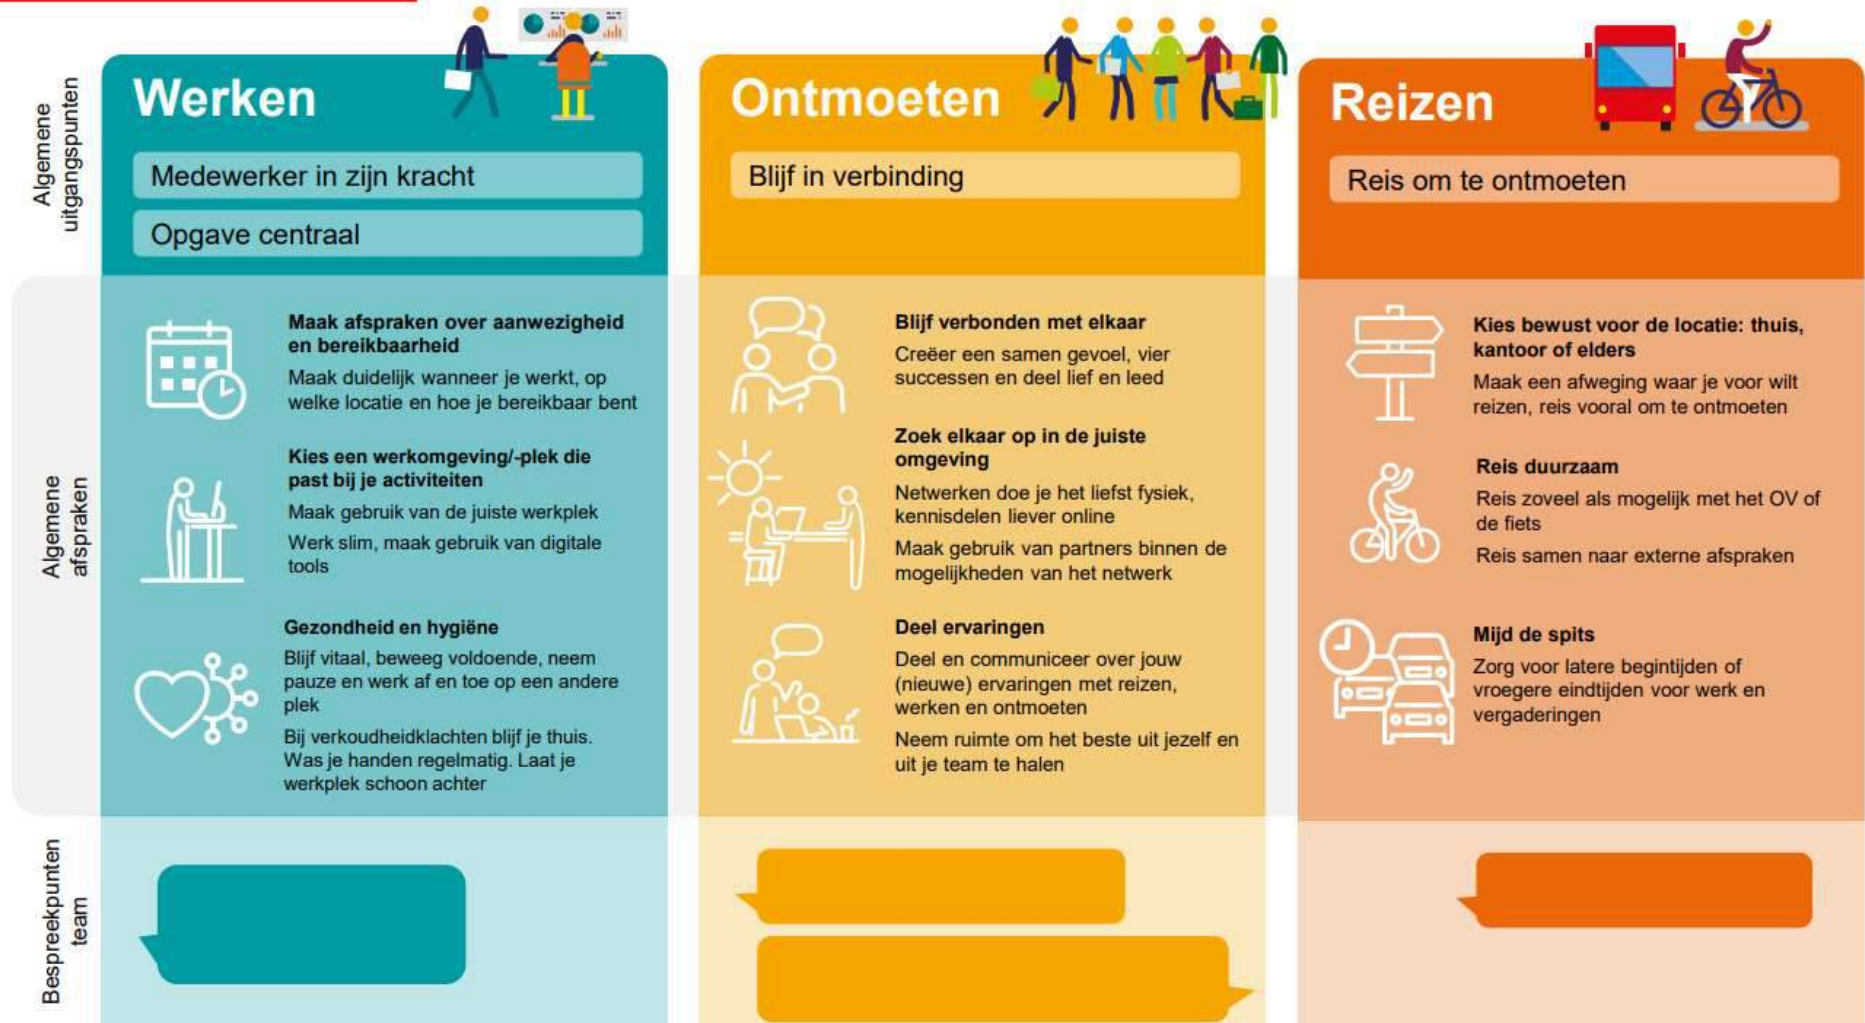 Algemene
uitgangspunten
Werken
Medewerker in zijn kracht
Opgave centraal
Ontmoeten
Blijf in verbinding
Reizen
Reis om te ontmoeten
Algemene
afspraken
Maak afspraken over aanwezigheid
en bereikbaarheid
Maak duidelijk wanneer je werkt, op
welke locatie en hoe je bereikbaar bent
Kies een werkomgeving/-plek die
past bij je activiteiten
Maak gebruik van de juiste werkplek
Werk slim, maak gebruik van digitale
tools
Gezondheid en hygiëne
Blijf vitaal, beweeg voldoende, neem
pauze en werk af en toe op een andere
plek
Bij verkoudheidklachten blijf je thuis.
Was je handen regelmatig. Laat je
werkplek schoon achter
Blijf verbonden met elkaar
Creëer een samen gevoel, vier
successen en deel lief en leed
Zoek elkaar op in de juiste
omgeving
Netwerken doe je het liefst fysiek,
kennisdelen liever online
Maak gebruik van partners binnen de
mogelijkheden van het netwerk
Deel ervaringen
Deel en communiceer over jouw
(nieuwe) ervaringen met reizen,
werken en ontmoeten
Neem ruimte om het beste uit jezelf en
uit je team te halen
Kies bewust voor de locatie: thuis,
kantoor of elders
Maak een afweging waar je voor wilt
reizen, reis vooral om te ontmoeten
Reis duurzaam
Reis zoveel als mogelijk met het OV of
de fiets
Reis samen naar externe afspraken
Mijd de spits
Zorg voor latere begintijden of
vroegere eindtijden voor werk en
vergaderingen
Bespreekpunten
team